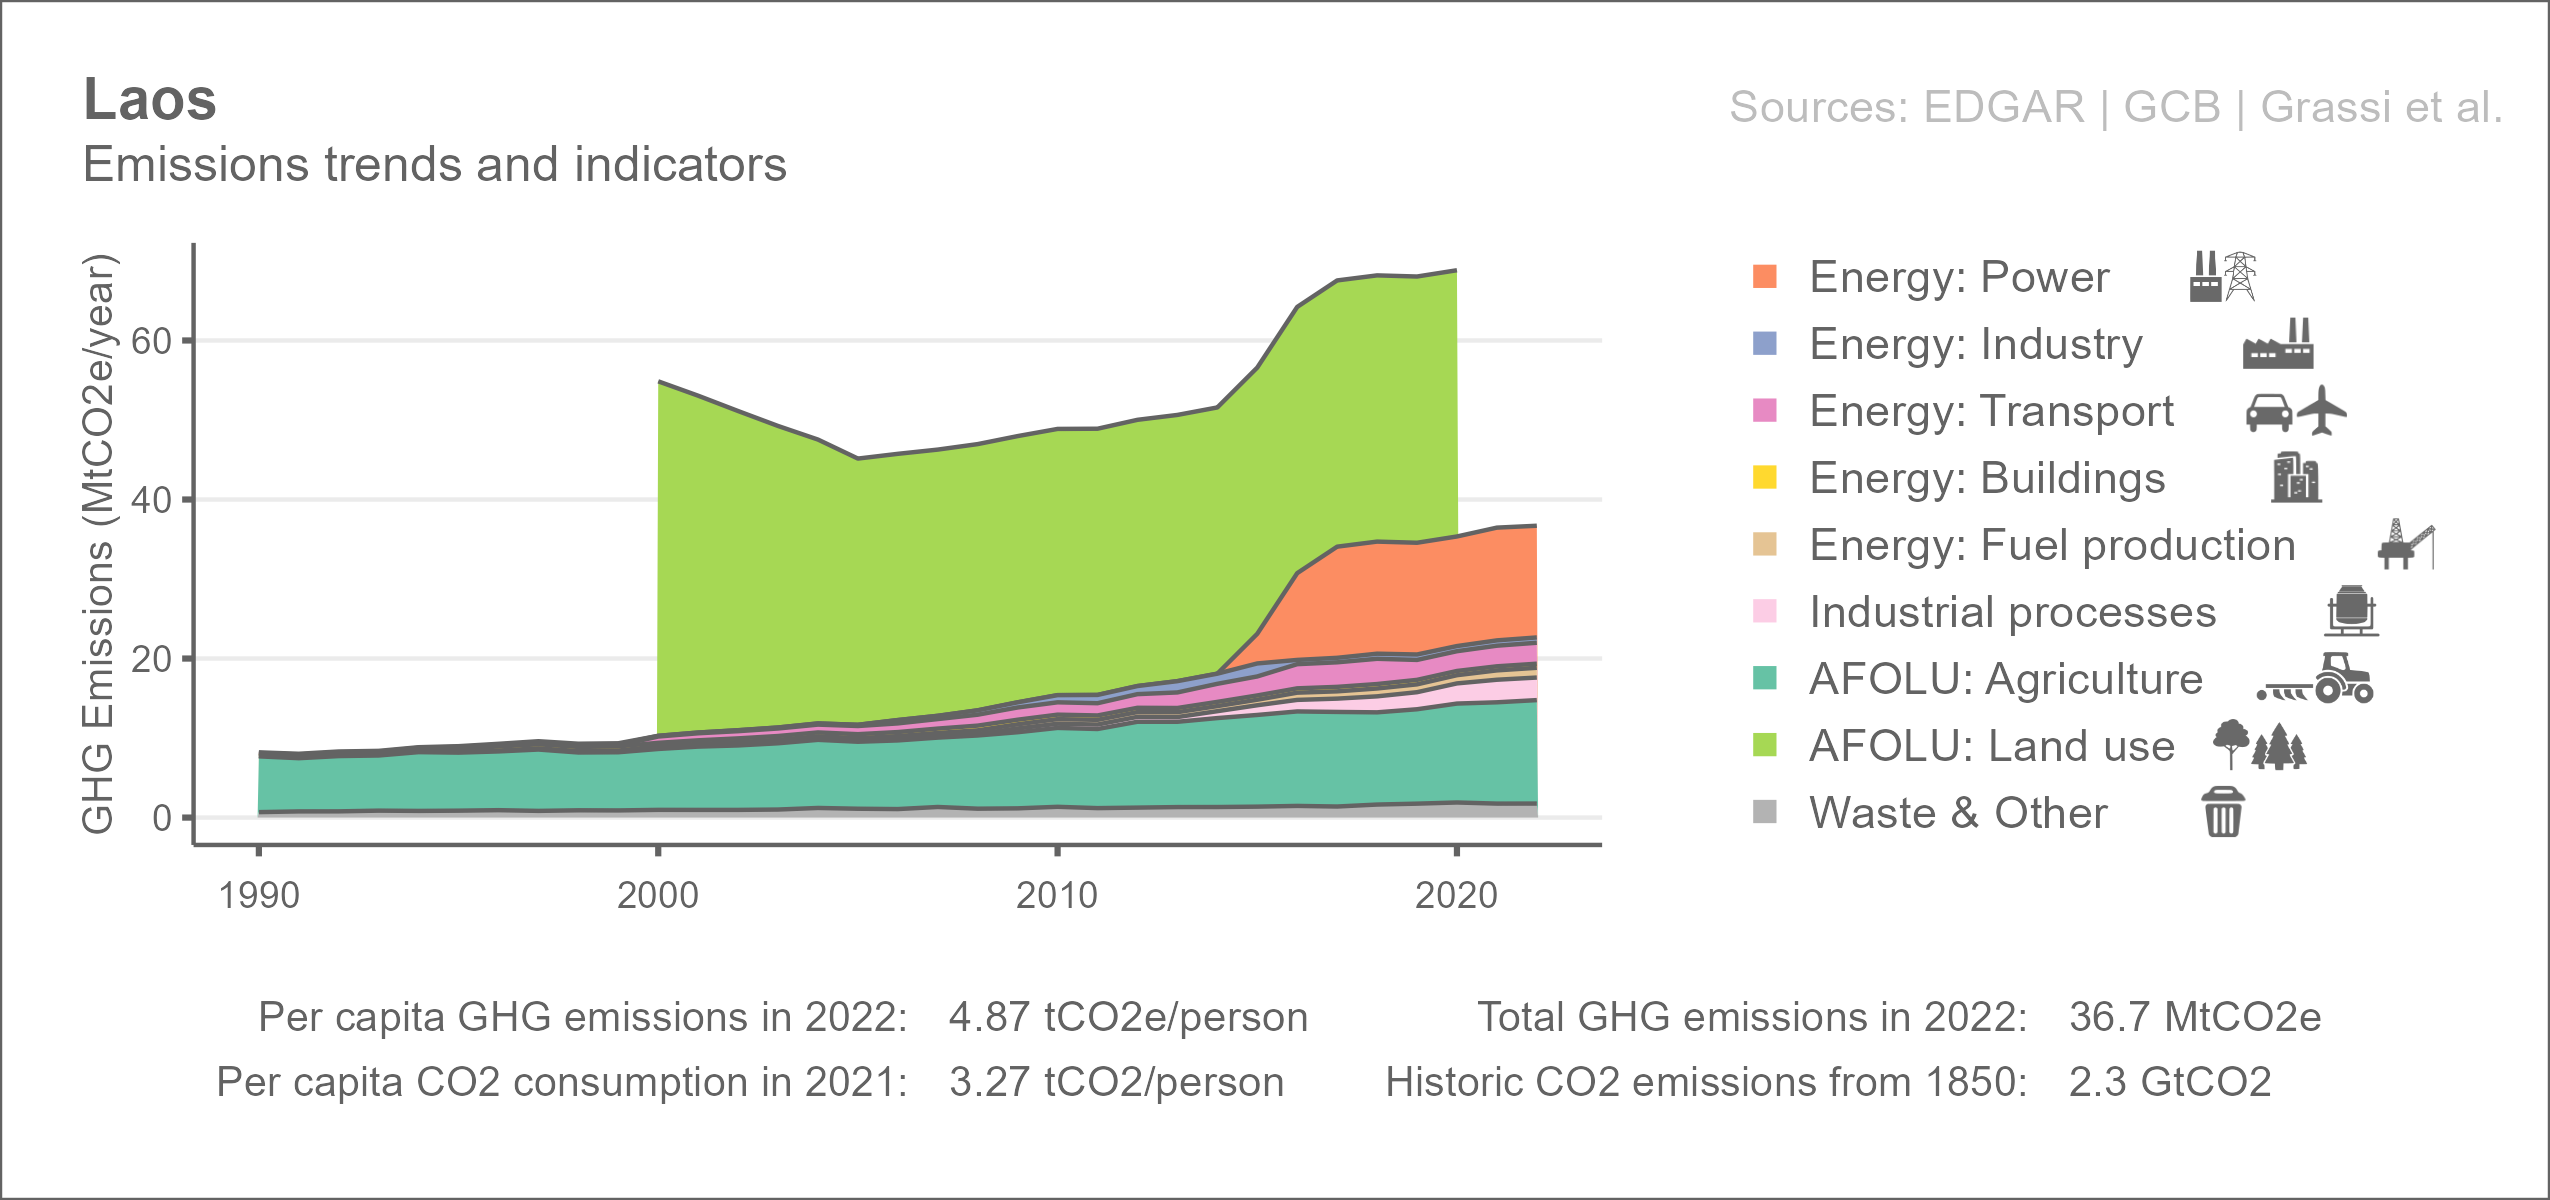 Laos
Sources: EDGAR | GCB | Grassi et al.
Emissions trends and indicators
GHG Emissions (MtCO2e/year)
60
40
20
0
1990 2000 2010 2020
Energy: Power
Energy: Industry
Energy: Transport
Energy: Buildings
Energy: Fuel production
Industrial processes
AFOLU: Agriculture
AFOLU: Land use
Waste & Other
Per capita GHG emissions in 2022: 4.87 tCO2e/person
Total GHG emissions in 2022: 36.7 MtCO2e
Per capita CO2 consumption in 2021: 3.27 tCO2/person
Historic CO2 emissions from 1850: 2.3 GtCO2